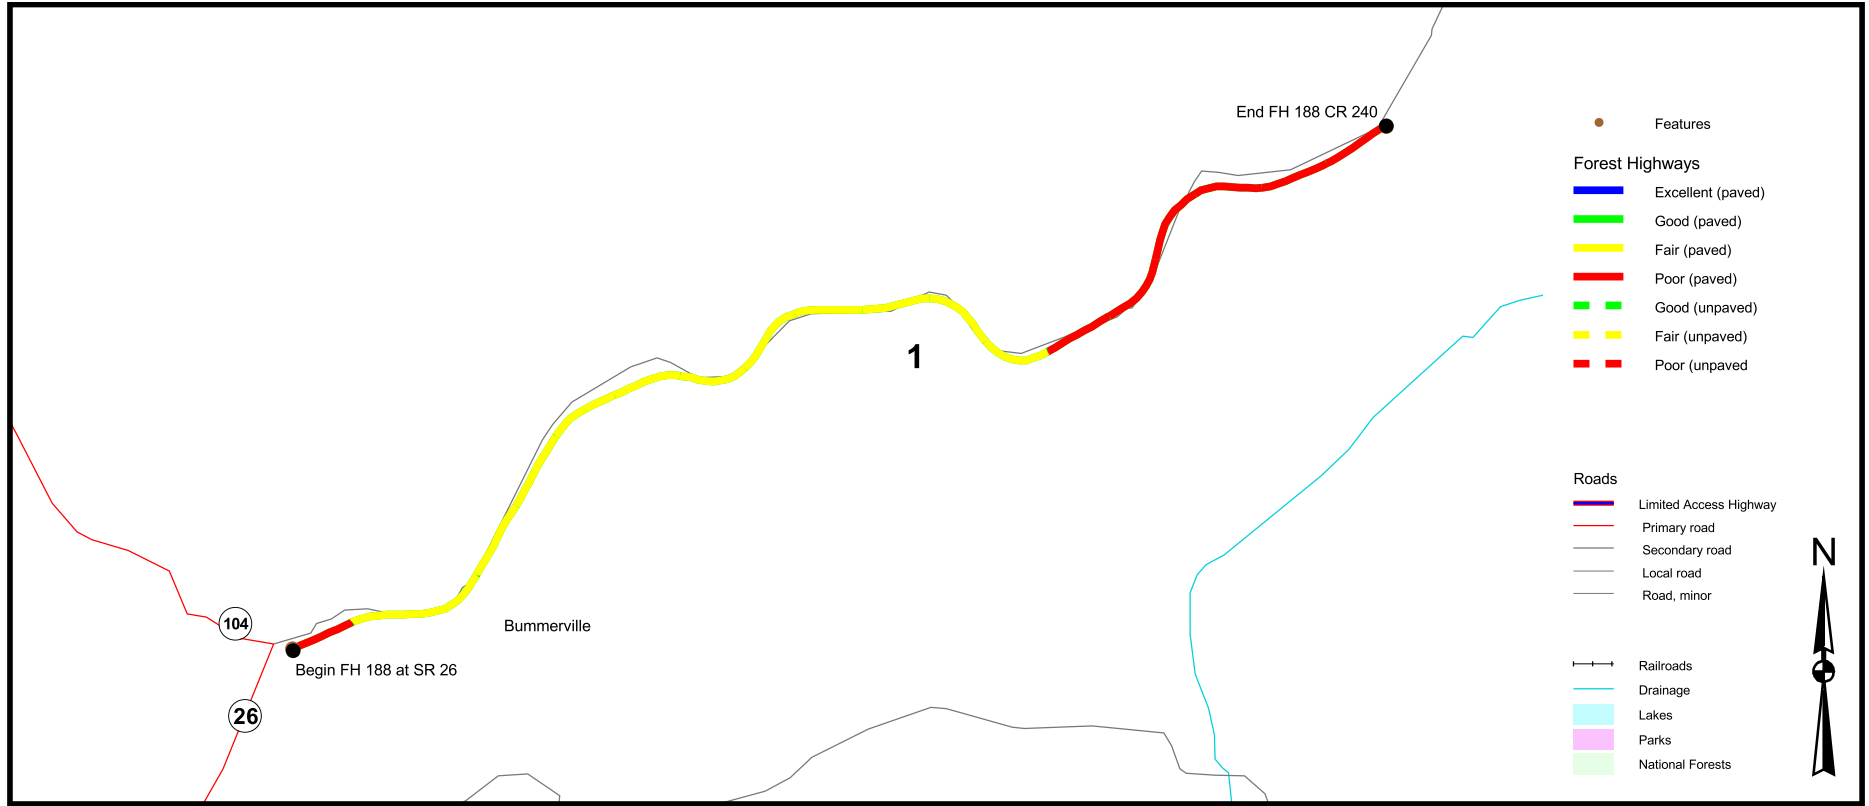 End FH 188 CR 240
1
104
Bummerville
Begin FH 188 at SR 26
26
Features
Forest Highways
Excellent (paved)
Good (paved)
Fair (paved)
Poor (paved)
Good (unpaved)
Fair (unpaved)
Poor (unpaved
Roads
Limited Access Highway
Primary road
Secondary road
Local road
Road, minor
Railroads
Drainage
Lakes
Parks
National Forests
N